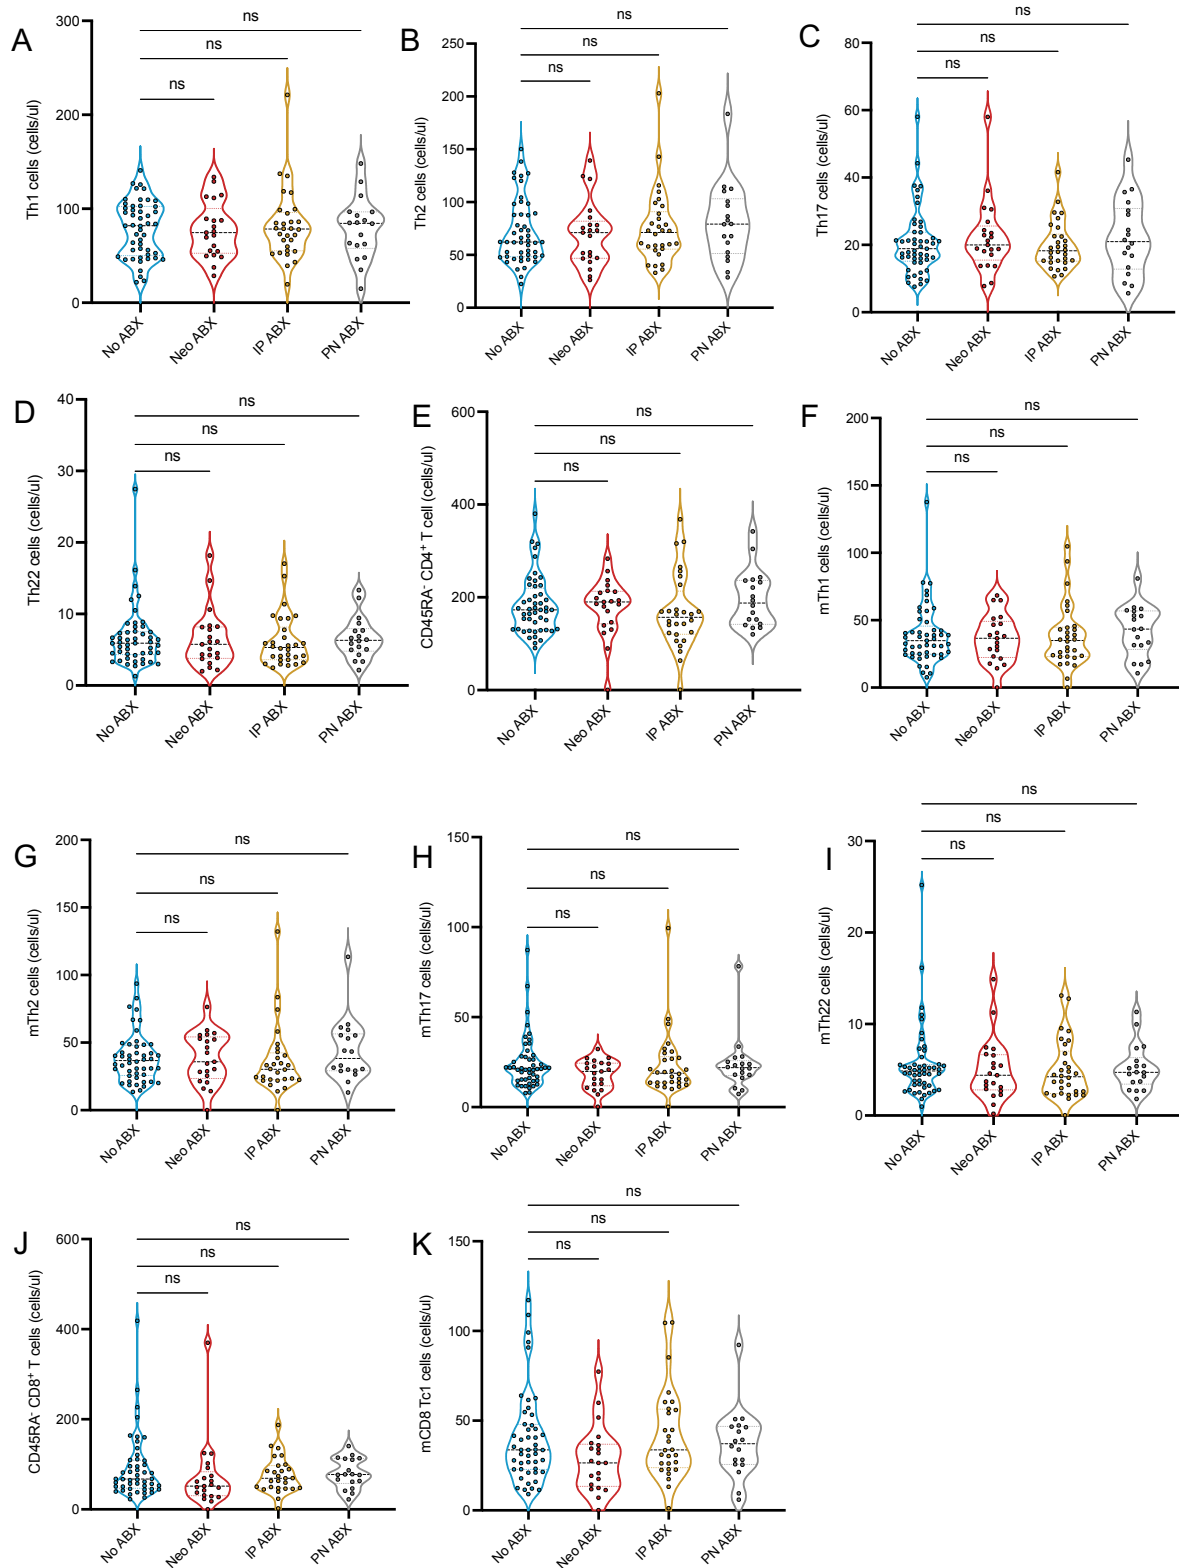 A
Th1 cells (cells/ul)
300
200
100
0
ns
ns
ns
No ABX
Neo ABX
IP ABX
PN ABX
B
Th2 cells (cells/ul)
250
200
150
100
50
0
ns
ns
ns
No ABX
Neo ABX
IP ABX
PN ABX
C
Th17 cells (cells/ul)
80
60
40
20
0
ns
ns
ns
No ABX
Neo ABX
IP ABX
PN ABX
D
Th22 cells (cells/ul)
40
30
20
10
0
ns
ns
ns
No ABX
Neo ABX
IP ABX
PN ABX
E
CD45RA⁻ CD4⁺ T cell (cells/ul)
600
400
200
0
ns
ns
ns
No ABX
Neo ABX
IP ABX
PN ABX
F
mTh1 cells (cells/ul)
200
150
100
50
0
ns
ns
ns
No ABX
Neo ABX
IP ABX
PN ABX
G
mTh2 cells (cells/ul)
200
150
100
50
0
ns
ns
ns
No ABX
Neo ABX
IP ABX
PN ABX
H
mTh17 cells (cells/ul)
150
100
50
0
ns
ns
ns
No ABX
Neo ABX
IP ABX
PN ABX
I
mTh22 cells (cells/ul)
30
20
10
0
ns
ns
ns
No ABX
Neo ABX
IP ABX
PN ABX
J
CD45RA⁻ CD8⁺ T cells (cells/ul)
600
400
200
0
ns
ns
ns
No ABX
Neo ABX
IP ABX
PN ABX
K
mCD8 Tc1 cells (cells/ul)
150
100
50
0
ns
ns
ns
No ABX
Neo ABX
IP ABX
PN ABX